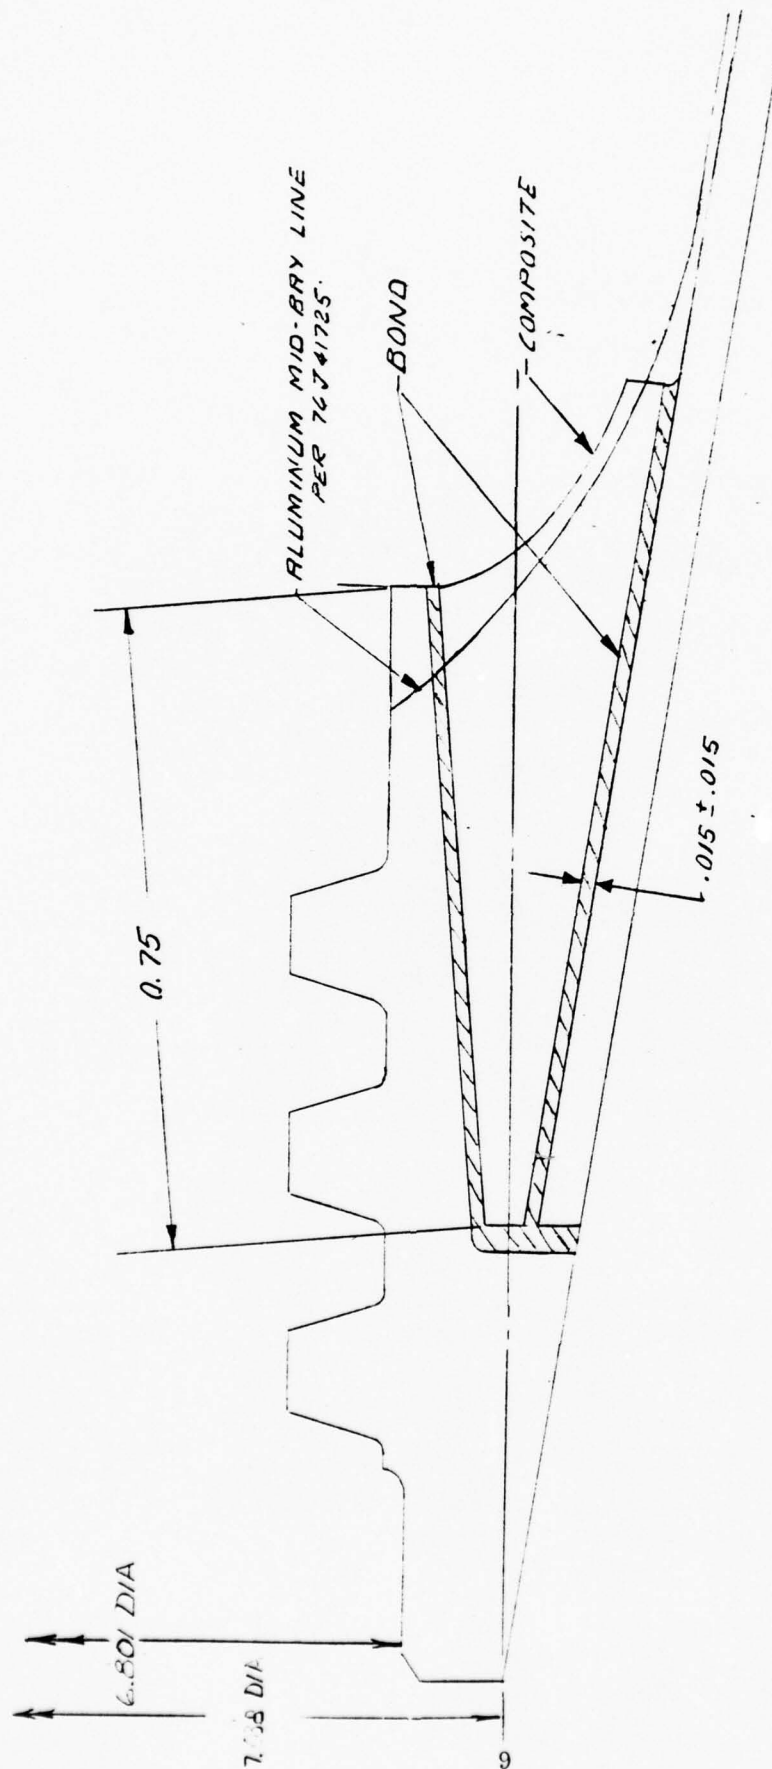 ALUMINUM MID-BAY LINE
PER 76J41725.
BOND
COMPOSITE
0.75
.015 ± .015
6.801 DIA
DIA
9